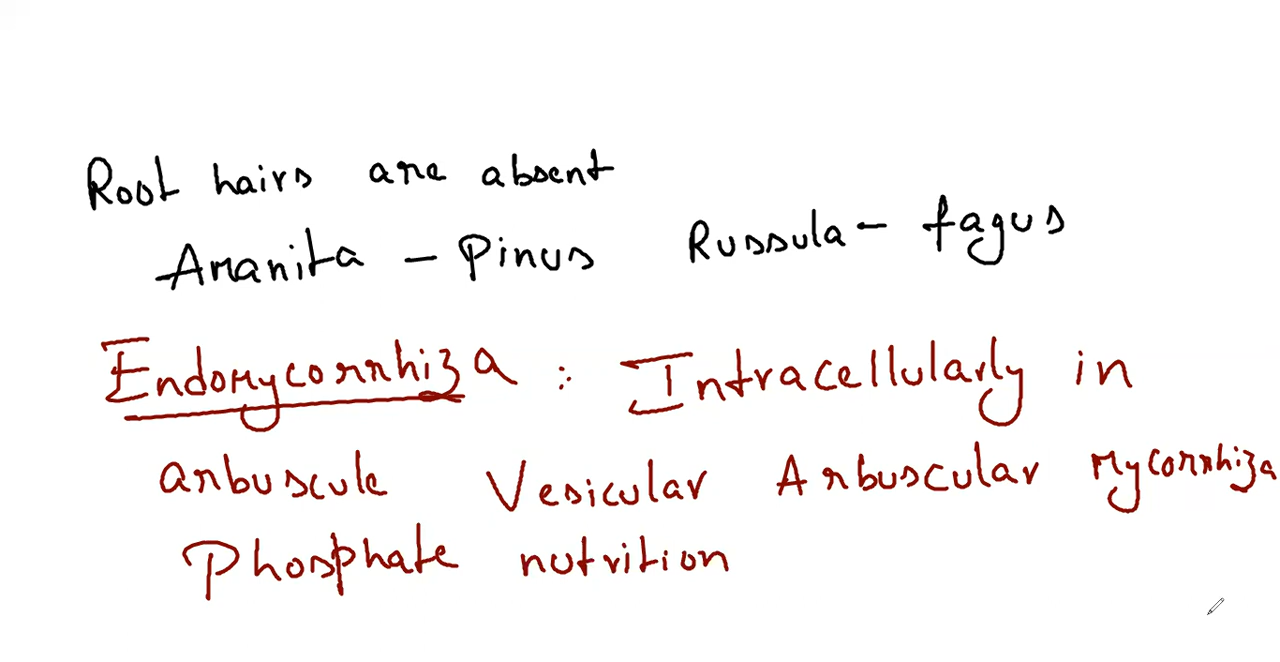 Root hairs are absent
Amanita - Pinus Russula - fagus
Endomycorrhiza : Intracellularly in
arbuscule Vesicular Arbuscular Mycorrhiza
Phosphate nutrition